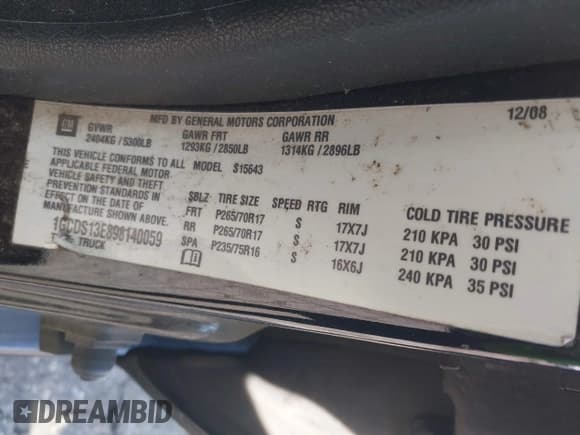 GM
MFD BY GENERAL MOTORS CORPORATION
12/08
GVWR
GAWR FRT
GAWR RR
2404KG / 5300LB
1293KG / 2850LB
1314KG / 2896LB
THIS VEHICLE CONFORMS TO ALL
APPLICABLE FEDERAL MOTOR
VEHICLE SAFETY AND THEFT
PREVENTION STANDARDS IN
EFFECT ON THE DATE OF
MANUFACTURE SHOWN ABOVE.
1GCDS13E898140059
TYPE: TRUCK
MODEL S15643
SBLZ TIRE SIZE SPEED RTG RIM COLD TIRE PRESSURE
FRT P265/70R17 S 17X7J 210 KPA 30 PSI
RR P265/70R17 S 17X7J 210 KPA 30 PSI
SPA P235/75R16 S 16X6J 240 KPA 35 PSI
DREAMBID